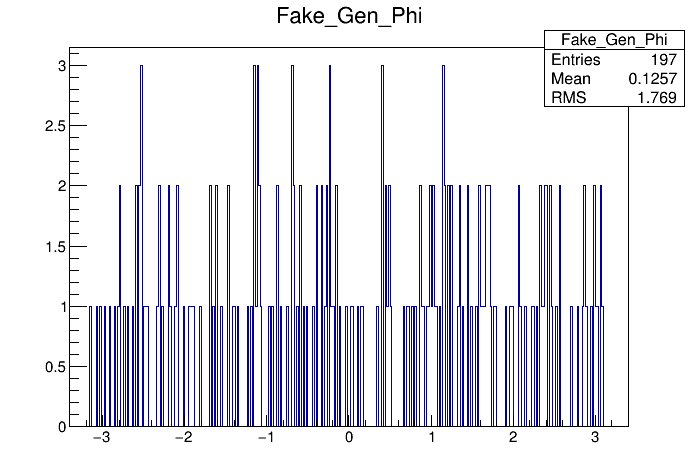 Fake_Gen_Phi
Fake_Gen_Phi
Entries 197
Mean 0.1257
RMS 1.769
3
2.5
2
1.5
1
0.5
0
−3 −2 −1 0 1 2 3